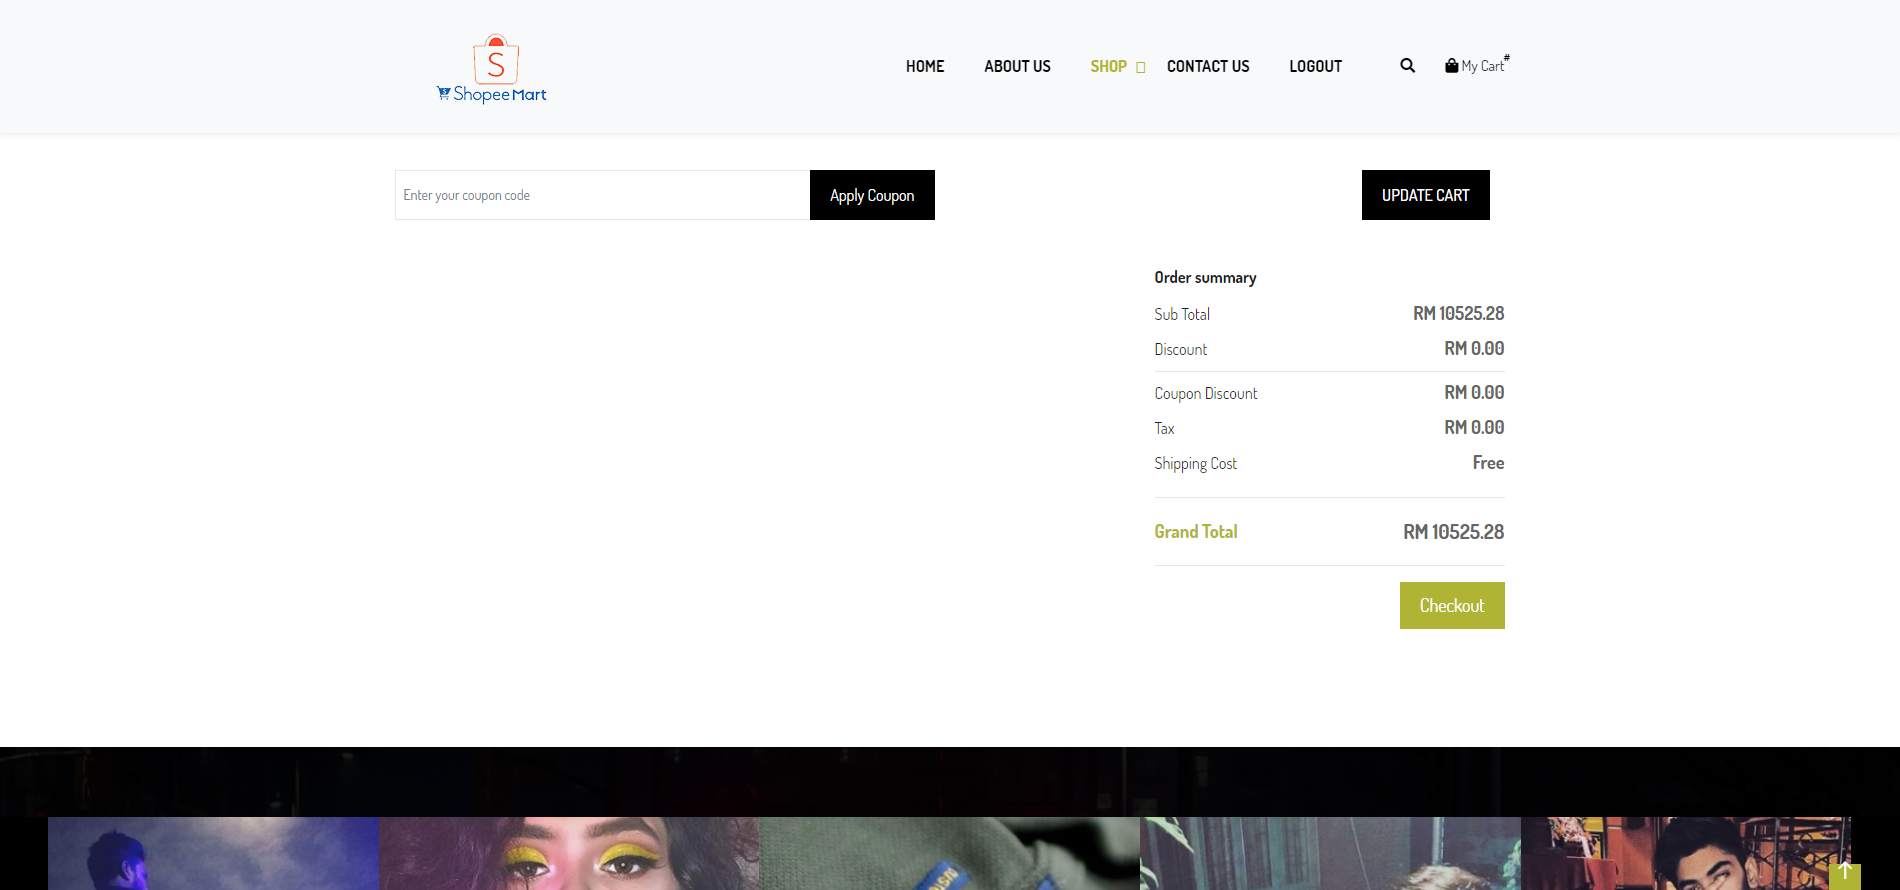 S
Shopee Mart
HOME ABOUT US SHOP CONTACT US LOGOUT My Cart #
Enter your coupon code Apply Coupon UPDATE CART
Order summary
Sub Total RM 10525.28
Discount RM 0.00
Coupon Discount RM 0.00
Tax RM 0.00
Shipping Cost Free
Grand Total RM 10525.28
Checkout